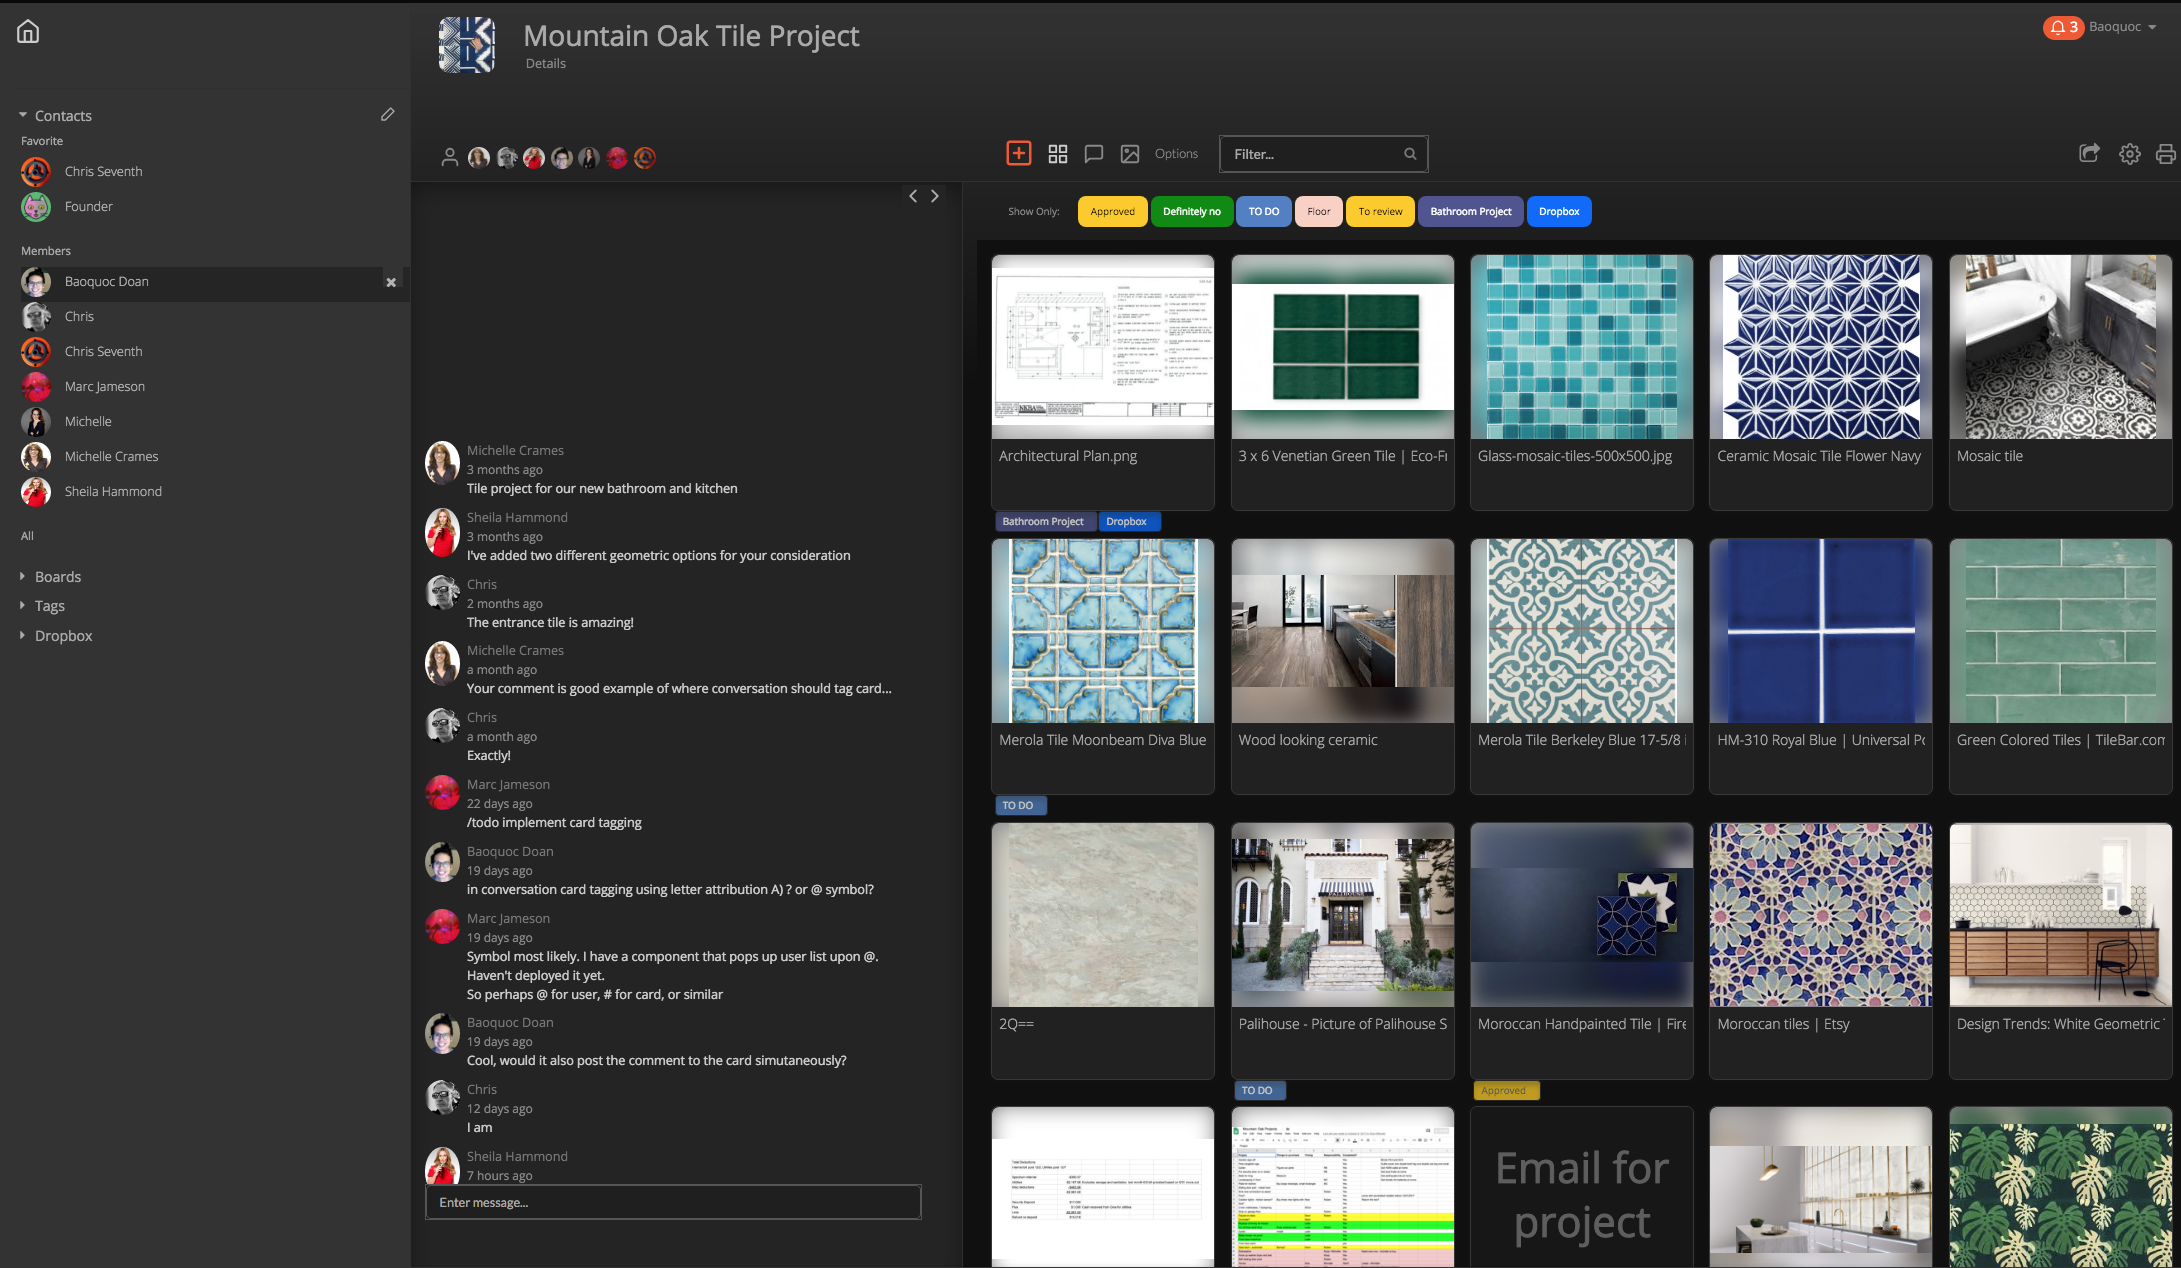 Mountain Oak Tile Project
Details
3 Baoquoc
Contacts
Favorite
Chris Seventh
Founder
Members
Baoquoc Doan
Chris
Chris Seventh
Marc Jameson
Michelle
Michelle Crames
Sheila Hammond
All
Boards
Tags
Dropbox
Options
Filter...
Michelle Crames
3 months ago
Tile project for our new bathroom and kitchen
Sheila Hammond
3 months ago
I've added two different geometric options for your consideration
Chris
2 months ago
The entrance tile is amazing!
Michelle Crames
a month ago
Your comment is good example of where conversation should tag card...
Chris
a month ago
Exactly!
Marc Jameson
22 days ago
/todo implement card tagging
Baoquoc Doan
19 days ago
in conversation card tagging using letter attribution A) ? or @ symbol?
Marc Jameson
19 days ago
Symbol most likely. I have a component that pops up user list upon @.
Haven't deployed it yet.
So perhaps @ for user, # for card, or similar
Baoquoc Doan
19 days ago
Cool, would it also post the comment to the card simutaneously?
Chris
12 days ago
I am
Sheila Hammond
7 hours ago
Enter message...
Show Only: Approved Definitely no TO DO Floor To review Bathroom Project Dropbox
Architectural Plan.png
3 x 6 Venetian Green Tile | Eco-Fr
Glass-mosaic-tiles-500x500.jpg
Ceramic Mosaic Tile Flower Navy
Mosaic tile
Bathroom Project Dropbox
Merola Tile Moonbeam Diva Blue
Wood looking ceramic
Merola Tile Berkeley Blue 17-5/8 i
HM-310 Royal Blue | Universal Po
Green Colored Tiles | TileBar.com
TO DO
2Q==
Palihouse - Picture of Palihouse S
Moroccan Handpainted Tile | Fire
Moroccan tiles | Etsy
Design Trends: White Geometric T
TO DO
Approved
Email for
project